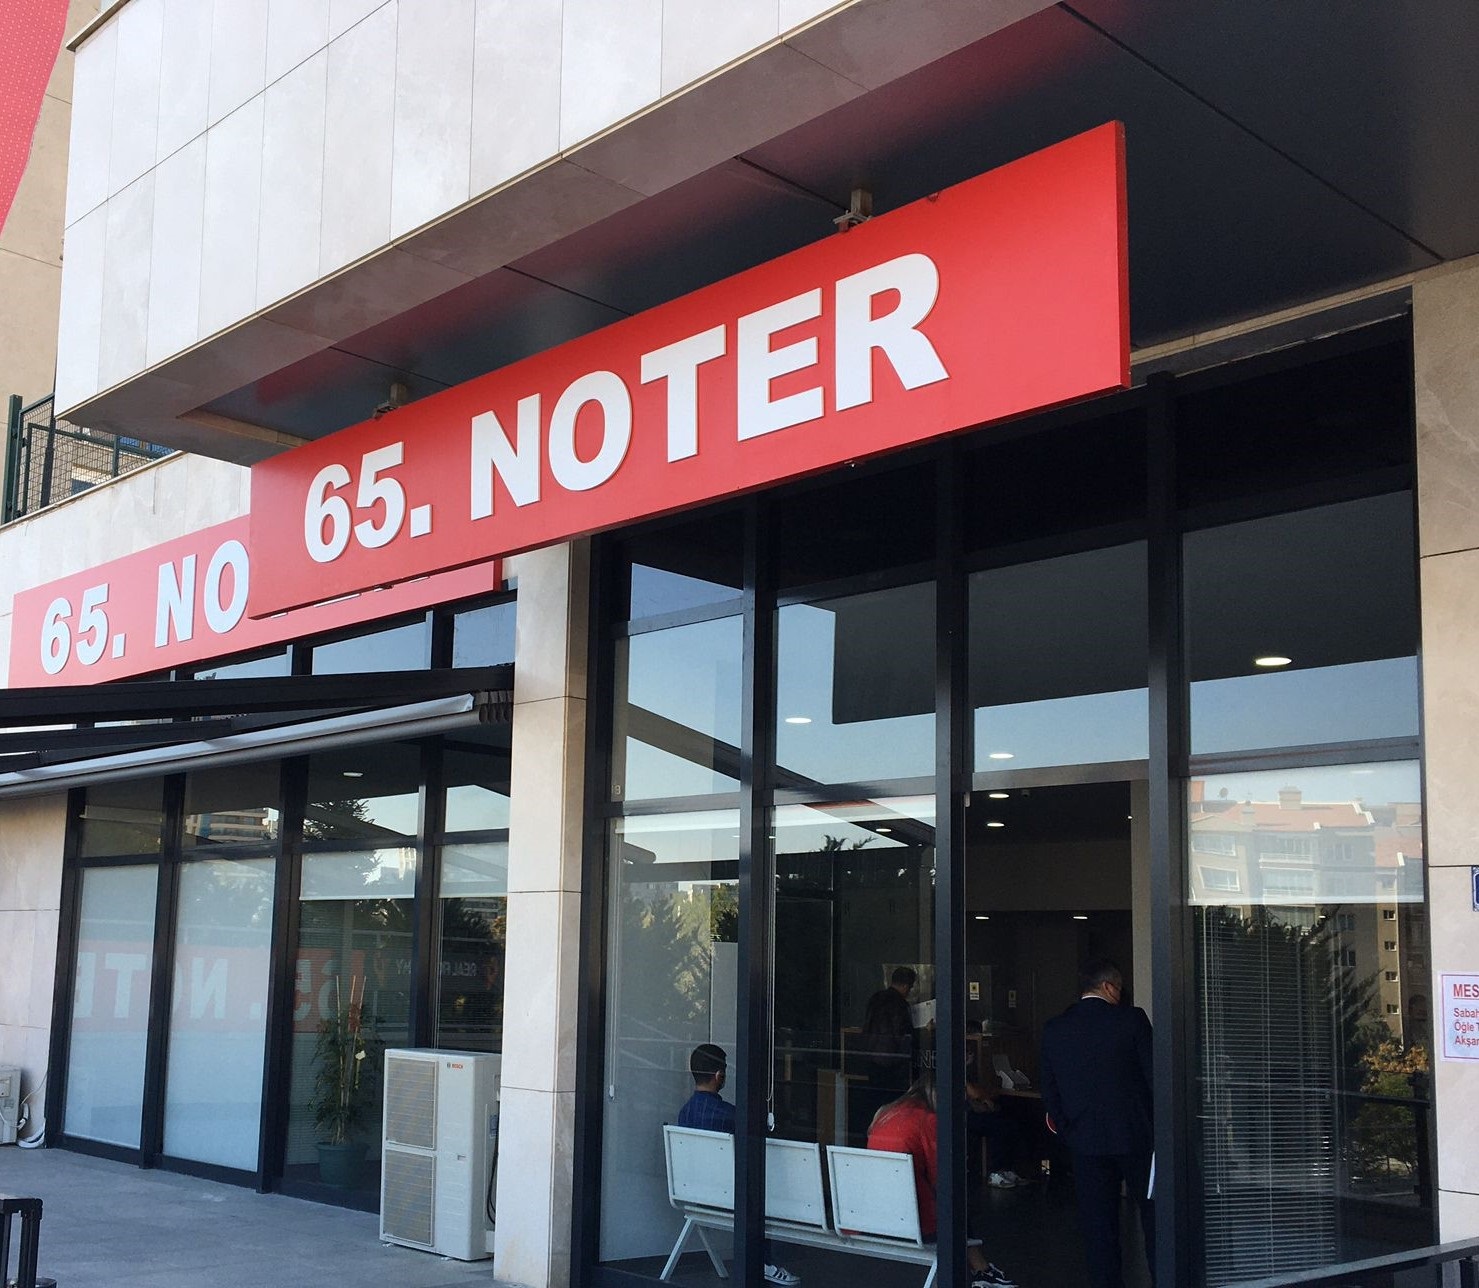 65. NOTER
65. NO
MES
Sabah
Öğle T
Akşam
BOSCH